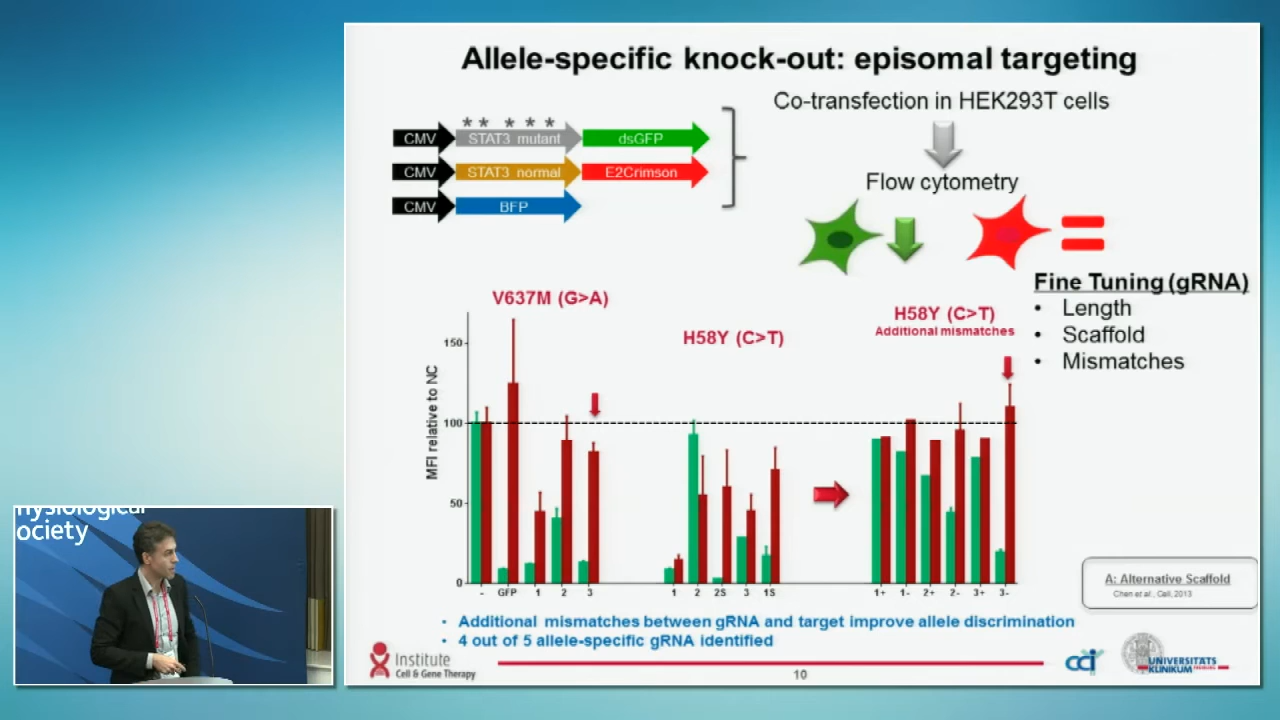 Allele-specific knock-out: episomal targeting
Co-transfection in HEK293T cells
* * * * *
CMV STAT3 mutant dsGFP
CMV STAT3 normal E2Crimson
CMV BFP
Flow cytometry
Fine Tuning (gRNA)
• Length
• Scaffold
• Mismatches
V637M (G>A)
H58Y (C>T)
H58Y (C>T)
Additional mismatches
MFI relative to NC
150
100
50
0
- GFP 1 2 3
1 2 2S 3 1S
1+ 1- 2+ 2- 3+ 3-
A: Alternative Scaffold
Chen et al., Cell, 2013
• Additional mismatches between gRNA and target improve allele discrimination
• 4 out of 5 allele-specific gRNA identified
Institute
Cell & Gene Therapy
10
cci
UNIVERSITÄTS
KLINIKUM FREIBURG
ysiological
ociety